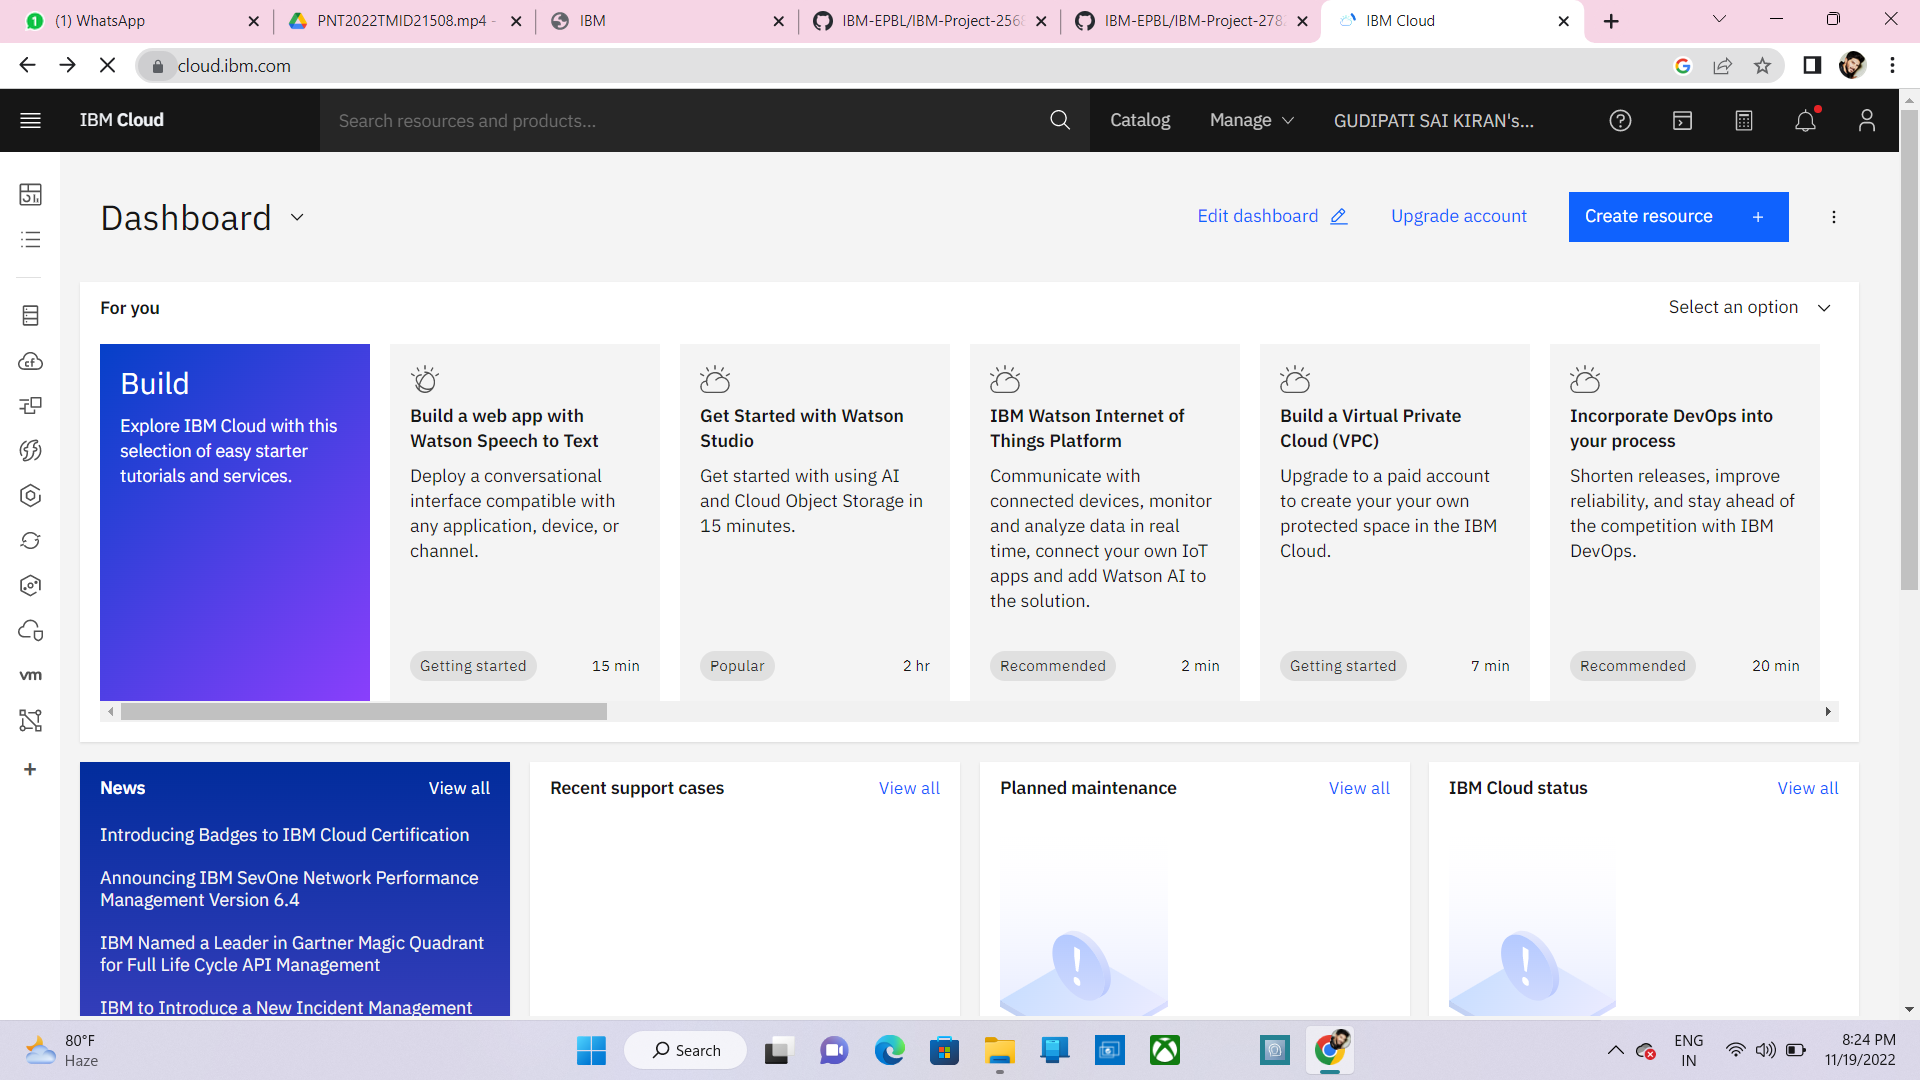 (1) WhatsApp
PNT2022TMID21508.mp4 -
IBM
IBM-EPBL/IBM-Project-2568
IBM-EPBL/IBM-Project-278
IBM Cloud
cloud.ibm.com
IBM Cloud
Search resources and products...
Catalog
Manage
GUDIPATI SAI KIRAN's...
Dashboard
Edit dashboard
Upgrade account
Create resource +
For you
Select an option
Build
Explore IBM Cloud with this
selection of easy starter
tutorials and services.
Build a web app with
Watson Speech to Text
Deploy a conversational
interface compatible with
any application, device, or
channel.
Getting started
15 min
Get Started with Watson
Studio
Get started with using AI
and Cloud Object Storage in
15 minutes.
Popular
2 hr
IBM Watson Internet of
Things Platform
Communicate with
connected devices, monitor
and analyze data in real
time, connect your own IoT
apps and add Watson AI to
the solution.
Recommended
2 min
Build a Virtual Private
Cloud (VPC)
Upgrade to a paid account
to create your your own
protected space in the IBM
Cloud.
Getting started
7 min
Incorporate DevOps into
your process
Shorten releases, improve
reliability, and stay ahead of
the competition with IBM
DevOps.
Recommended
20 min
vm
News
View all
Introducing Badges to IBM Cloud Certification
Announcing IBM SevOne Network Performance
Management Version 6.4
IBM Named a Leader in Gartner Magic Quadrant
for Full Life Cycle API Management
IBM to Introduce a New Incident Management
Recent support cases
View all
Planned maintenance
View all
IBM Cloud status
View all
80°F
Haze
Search
ENG
IN
8:24 PM
11/19/2022